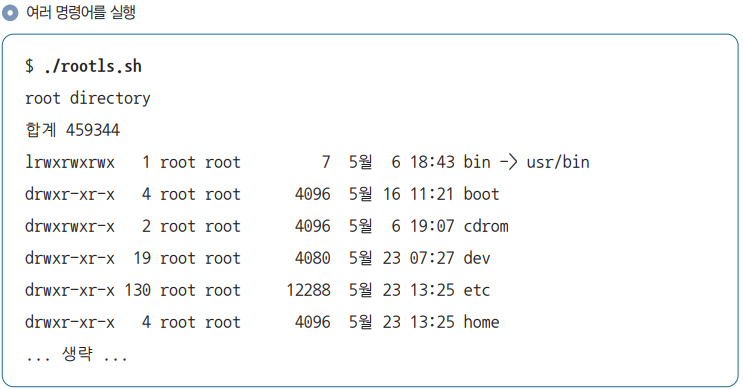 여러 명령어를 실행
$ ./rootls.sh
root directory
합계 459344
lrwxrwxrwx   1 root root         7  5월  6 18:43 bin -> usr/bin
drwxr-xr-x   4 root root      4096  5월 16 11:21 boot
drwxrwxr-x   2 root root      4096  5월  6 19:07 cdrom
drwxr-xr-x  19 root root      4080  5월 23 07:27 dev
drwxr-xr-x 130 root root     12288  5월 23 13:25 etc
drwxr-xr-x   4 root root      4096  5월 23 13:25 home
... 생략 ...